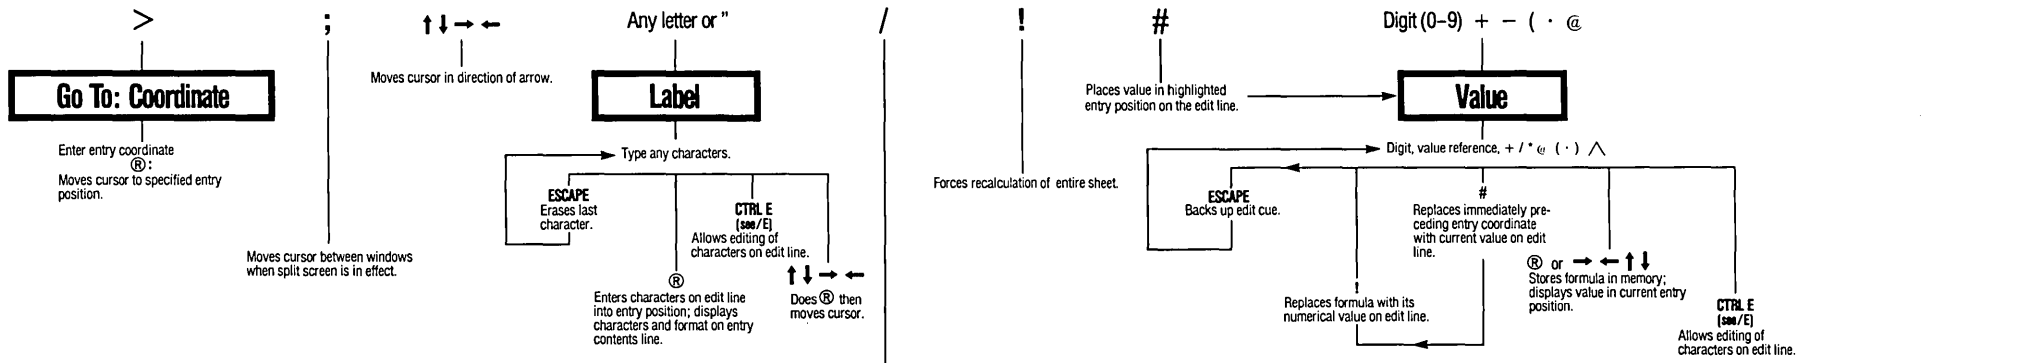 >
Go To: Coordinate
Enter entry coordinate
®:
Moves cursor to specified entry
position.
;
Moves cursor between windows
when split screen is in effect.
↑ ↓ → ←
Moves cursor in direction of arrow.
Any letter or "
Label
Type any characters.
ESCAPE
Erases last
character.
®
Enters characters on edit line
into entry position; displays
characters and format on entry
contents line.
CTRL E
(see/E)
Allows editing of
characters on edit line.
↑ ↓ → ←
Does ® then
moves cursor.
/
!
Forces recalculation of entire sheet.
#
Places value in highlighted
entry position on the edit line.
Digit (0–9) + − ( · @
Value
Digit, value reference, + / * @ ( · ) ∧
ESCAPE
Backs up edit cue.
!
Replaces formula with its
numerical value on edit line.
#
Replaces immediately pre-
ceding entry coordinate
with current value on edit
line.
® or → ← ↑ ↓
Stores formula in memory;
displays value in current entry
position.
CTRL E
(see/E)
Allows editing of
characters on edit line.